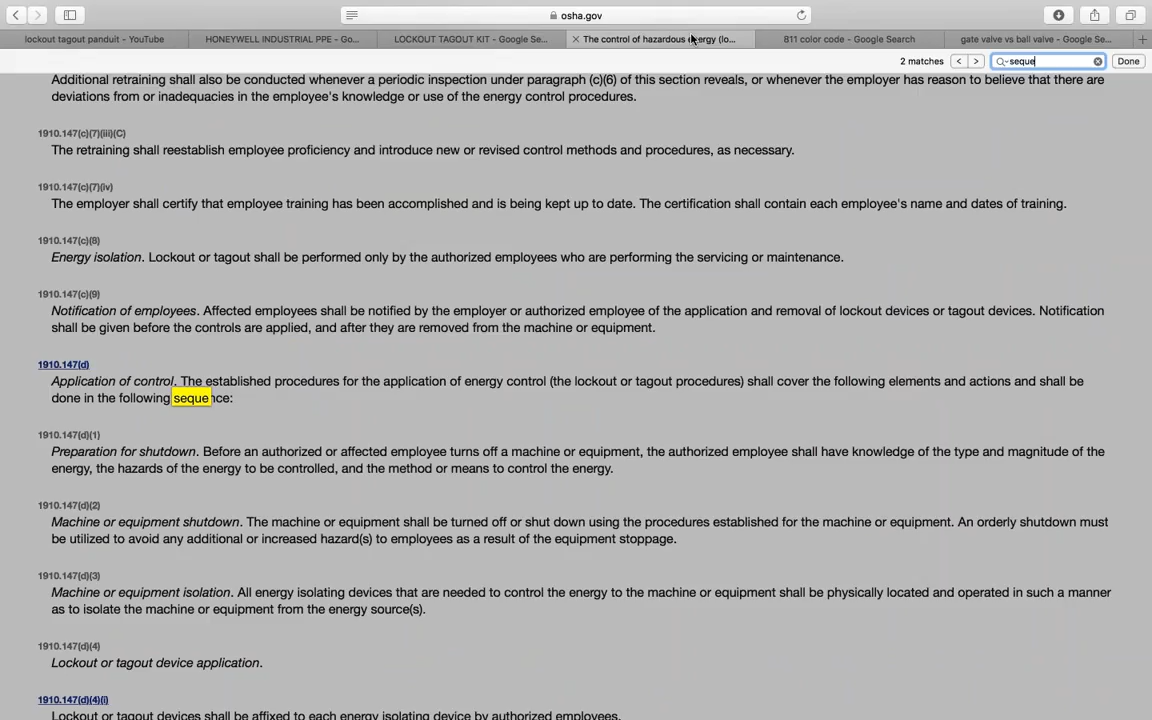 osha.gov
lockout tagout panduit - YouTube
HONEYWELL INDUSTRIAL PPE - Go...
LOCKOUT TAGOUT KIT - Google Se...
The control of hazardous energy (lo...
811 color code - Google Search
gate valve vs ball valve - Google Se...
2 matches
seque
Done
Additional retraining shall also be conducted whenever a periodic inspection under paragraph (c)(6) of this section reveals, or whenever the employer has reason to believe that there are
deviations from or inadequacies in the employee's knowledge or use of the energy control procedures.
1910.147(c)(7)(iii)(C)
The retraining shall reestablish employee proficiency and introduce new or revised control methods and procedures, as necessary.
1910.147(c)(7)(iv)
The employer shall certify that employee training has been accomplished and is being kept up to date. The certification shall contain each employee's name and dates of training.
1910.147(c)(8)
Energy isolation. Lockout or tagout shall be performed only by the authorized employees who are performing the servicing or maintenance.
1910.147(c)(9)
Notification of employees. Affected employees shall be notified by the employer or authorized employee of the application and removal of lockout devices or tagout devices. Notification
shall be given before the controls are applied, and after they are removed from the machine or equipment.
1910.147(d)
Application of control. The established procedures for the application of energy control (the lockout or tagout procedures) shall cover the following elements and actions and shall be
done in the following sequence:
1910.147(d)(1)
Preparation for shutdown. Before an authorized or affected employee turns off a machine or equipment, the authorized employee shall have knowledge of the type and magnitude of the
energy, the hazards of the energy to be controlled, and the method or means to control the energy.
1910.147(d)(2)
Machine or equipment shutdown. The machine or equipment shall be turned off or shut down using the procedures established for the machine or equipment. An orderly shutdown must
be utilized to avoid any additional or increased hazard(s) to employees as a result of the equipment stoppage.
1910.147(d)(3)
Machine or equipment isolation. All energy isolating devices that are needed to control the energy to the machine or equipment shall be physically located and operated in such a manner
as to isolate the machine or equipment from the energy source(s).
1910.147(d)(4)
Lockout or tagout device application.
1910.147(d)(4)(i)
Lockout or tagout devices shall be affixed to each energy isolating device by authorized employees.